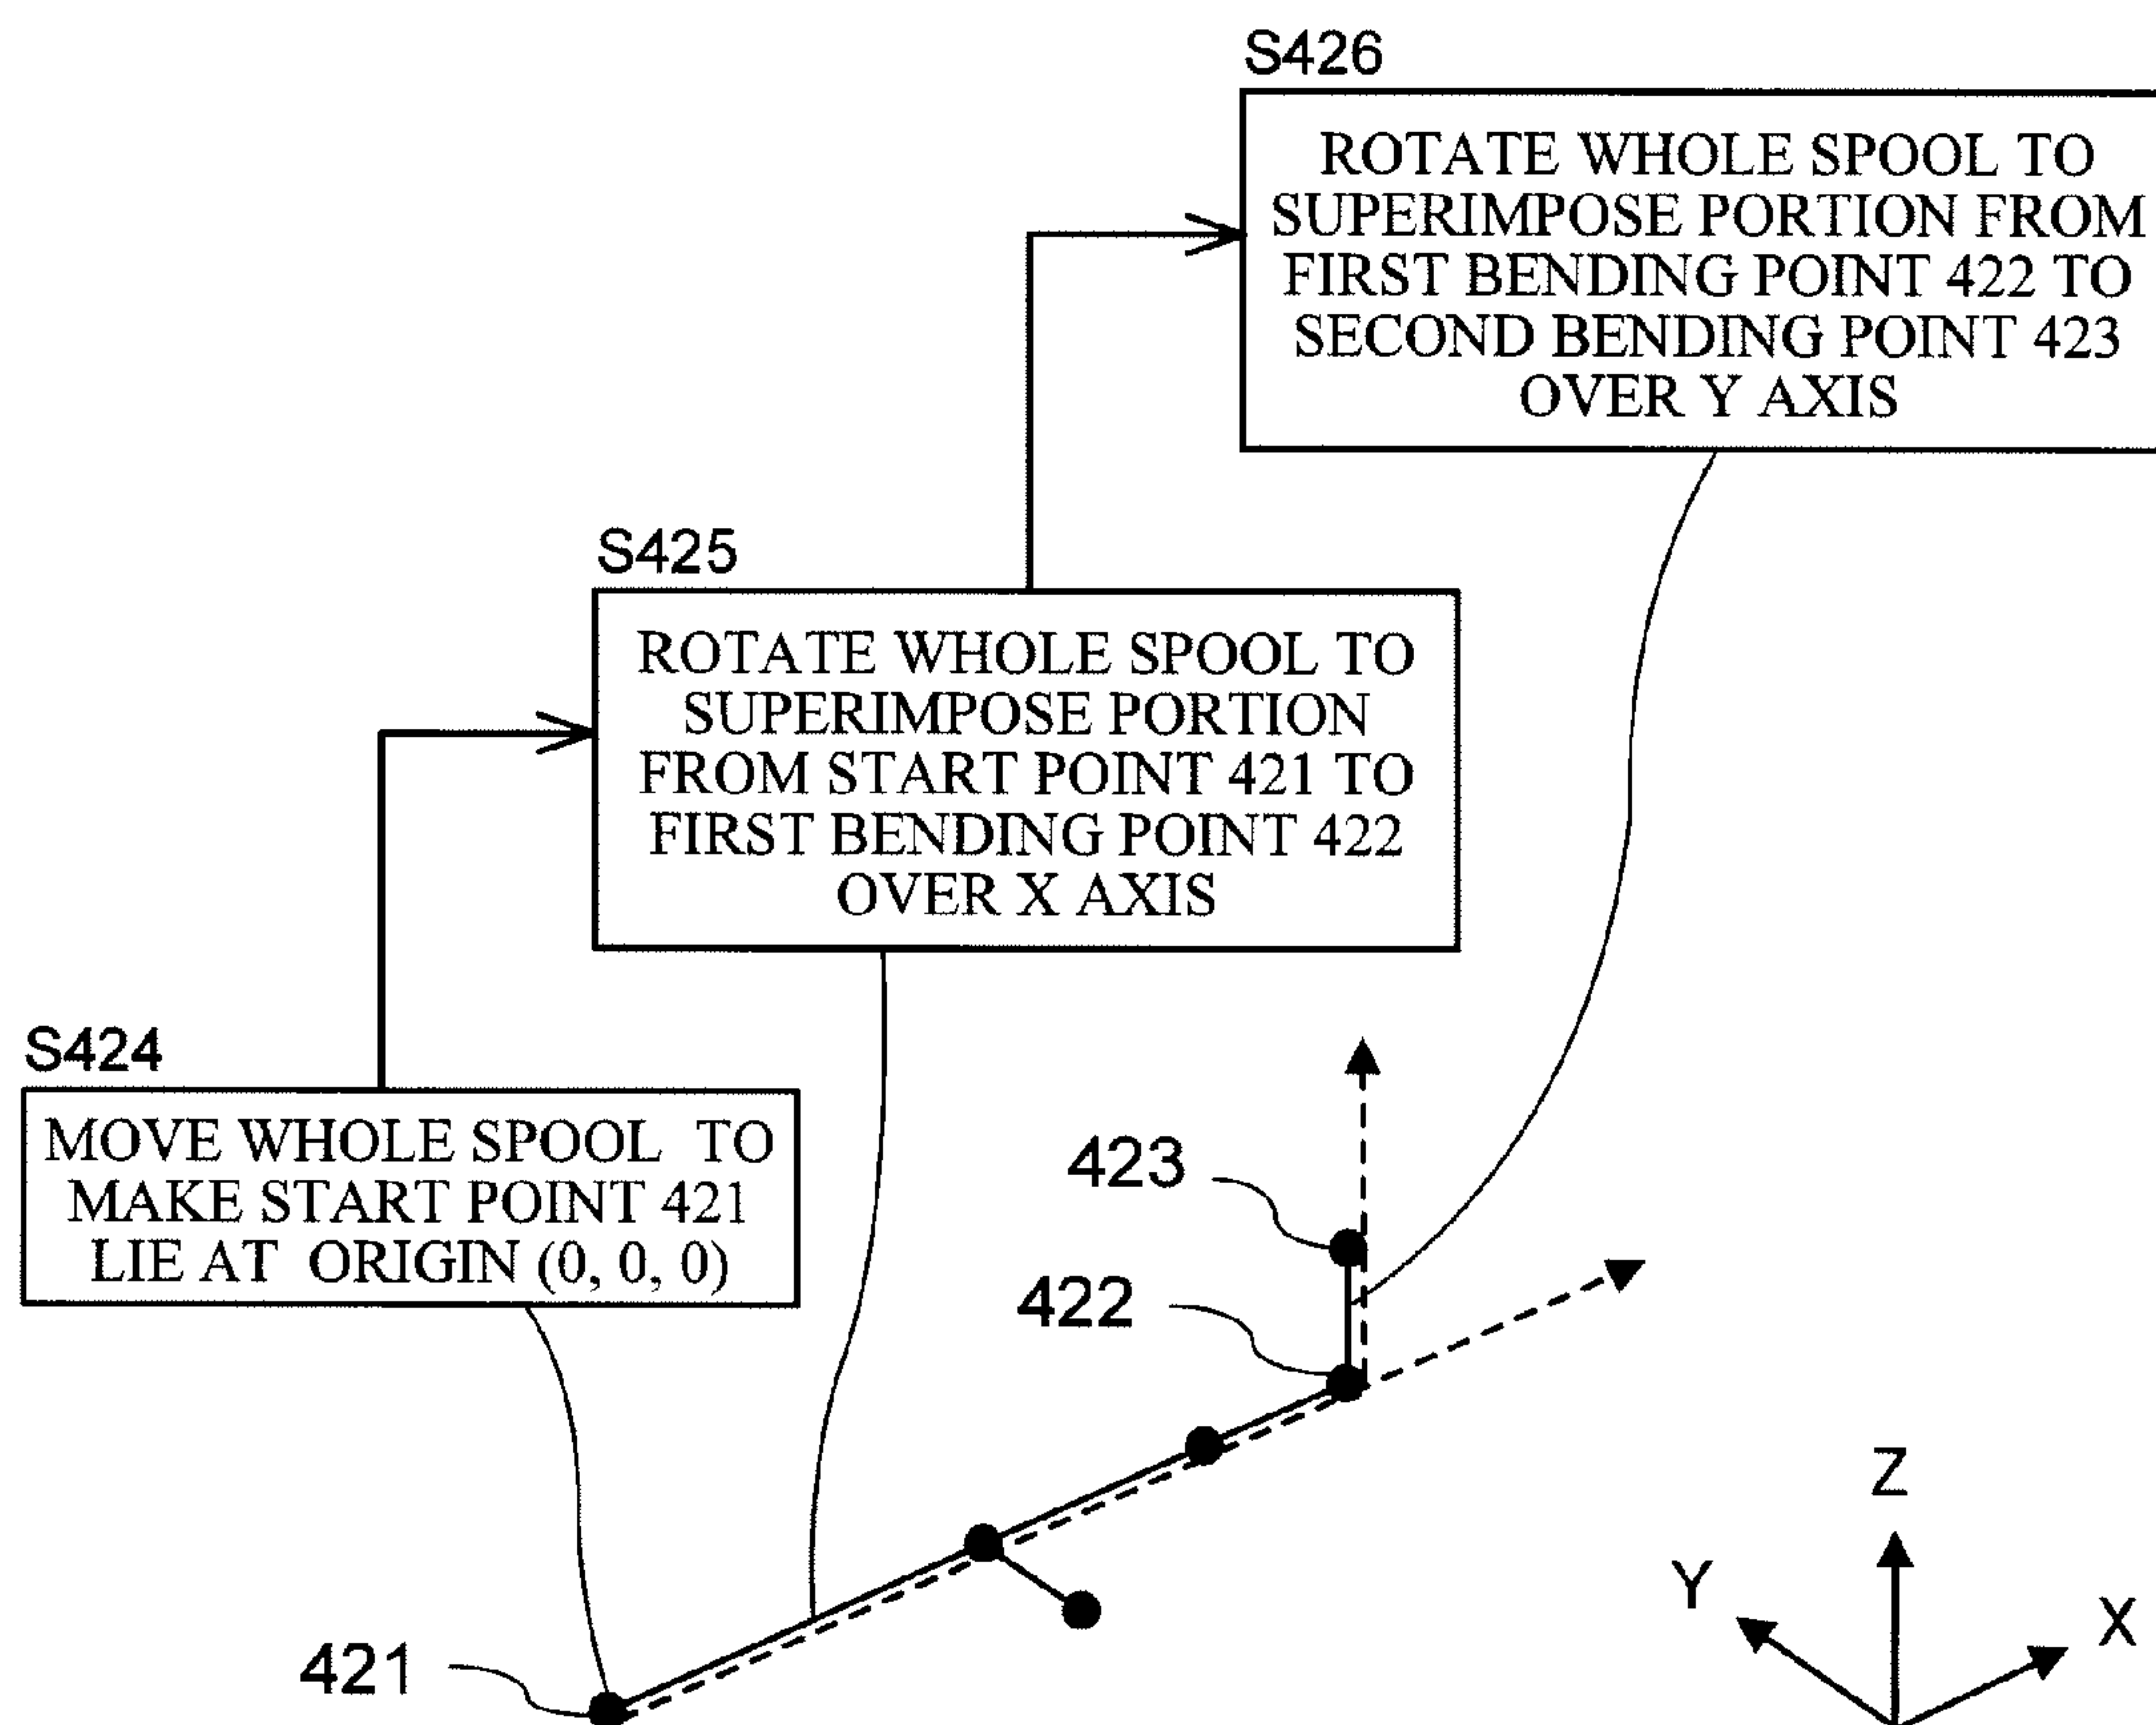 S426
ROTATE WHOLE SPOOL TO
SUPERIMPOSE PORTION FROM
FIRST BENDING POINT 422 TO
SECOND BENDING POINT 423
OVER Y AXIS
S425
ROTATE WHOLE SPOOL TO
SUPERIMPOSE PORTION
FROM START POINT 421 TO
FIRST BENDING POINT 422
OVER X AXIS
S424
MOVE WHOLE SPOOL TO
MAKE START POINT 421
LIE AT ORIGIN (0, 0, 0)
423
422
421
Z
Y
X